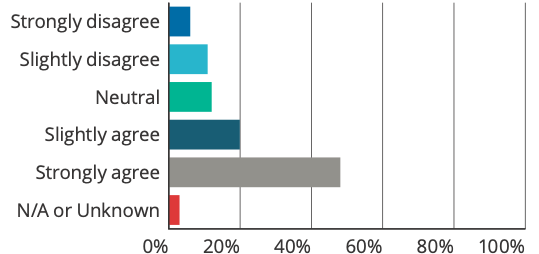 Strongly disagree
Slightly disagree
Neutral
Slightly agree
Strongly agree
N/A or Unknown
0% 20% 40% 60% 80% 100%